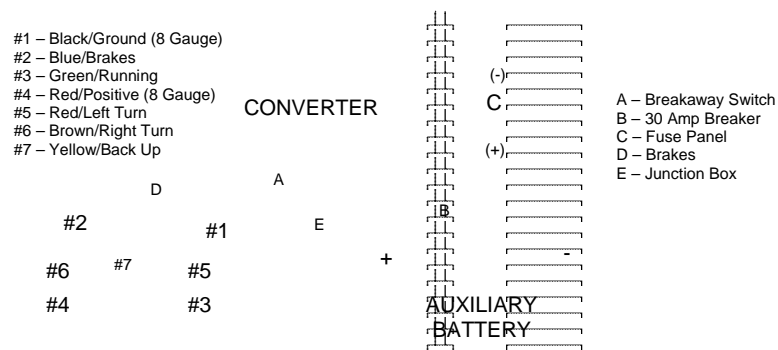 #1 – Black/Ground (8 Gauge)
#2 – Blue/Brakes
#3 – Green/Running
#4 – Red/Positive (8 Gauge)
#5 – Red/Left Turn
#6 – Brown/Right Turn
#7 – Yellow/Back Up
CONVERTER
(-)
C
(+)
A – Breakaway Switch
B – 30 Amp Breaker
C – Fuse Panel
D – Brakes
E – Junction Box
A
D
B
#2
#1
E
+
-
#6
#7
#5
#4
#3
AUXILIARY
BATTERY